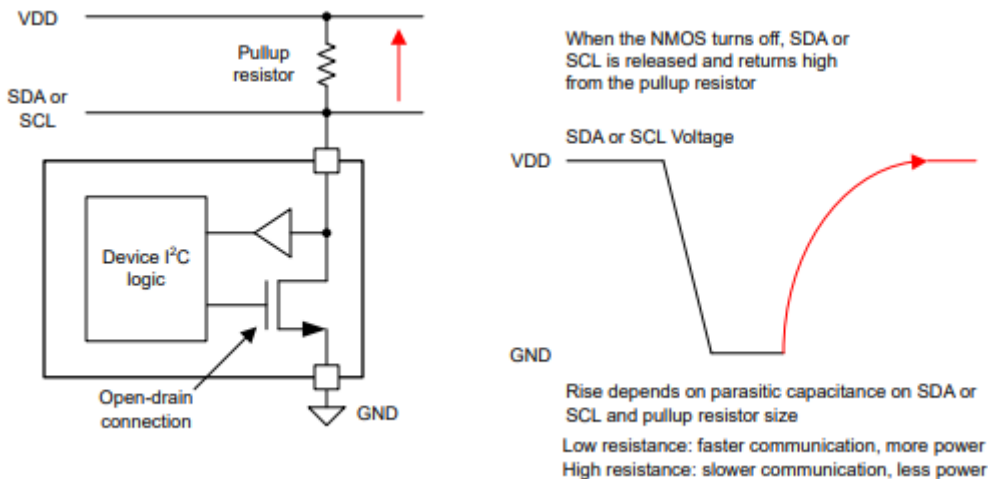 VDD
Pullup
resistor
SDA or
SCL
Device I²C
logic
Open-drain
connection
GND
When the NMOS turns off, SDA or
SCL is released and returns high
from the pullup resistor
SDA or SCL Voltage
VDD
GND
Rise depends on parasitic capacitance on SDA or
SCL and pullup resistor size
Low resistance: faster communication, more power
High resistance: slower communication, less power